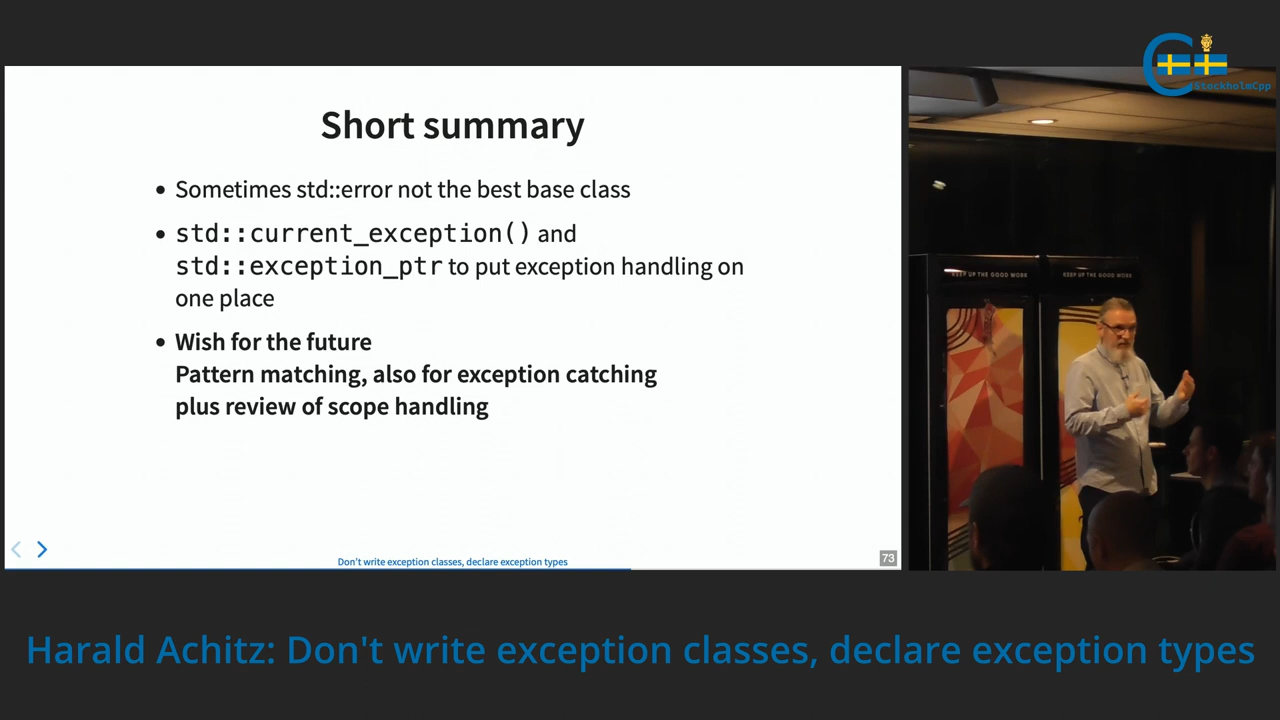 StockholmCpp
Short summary
• Sometimes std::error not the best base class
• std::current_exception() and
std::exception_ptr to put exception handling on
one place
• Wish for the future
Pattern matching, also for exception catching
plus review of scope handling
KEEP UP THE GOOD WORK
KEEP UP THE GOOD WORK
Don't write exception classes, declare exception types
73
Harald Achitz: Don't write exception classes, declare exception types